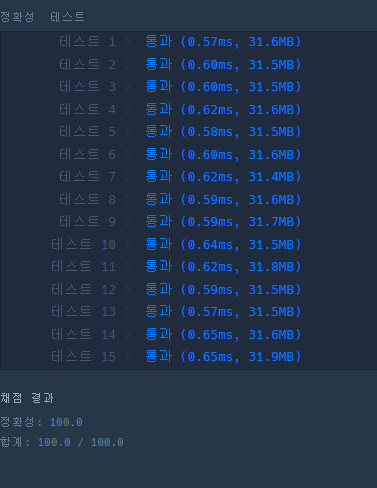 정확성 테스트
테스트 1 > 통과 (0.57ms, 31.6MB)
테스트 2 > 통과 (0.60ms, 31.5MB)
테스트 3 > 통과 (0.60ms, 31.5MB)
테스트 4 > 통과 (0.62ms, 31.6MB)
테스트 5 > 통과 (0.58ms, 31.5MB)
테스트 6 > 통과 (0.60ms, 31.6MB)
테스트 7 > 통과 (0.62ms, 31.4MB)
테스트 8 > 통과 (0.59ms, 31.6MB)
테스트 9 > 통과 (0.59ms, 31.7MB)
테스트 10 > 통과 (0.64ms, 31.5MB)
테스트 11 > 통과 (0.62ms, 31.8MB)
테스트 12 > 통과 (0.59ms, 31.5MB)
테스트 13 > 통과 (0.57ms, 31.5MB)
테스트 14 > 통과 (0.65ms, 31.6MB)
테스트 15 > 통과 (0.65ms, 31.9MB)
채점 결과
정확성: 100.0
합계: 100.0 / 100.0